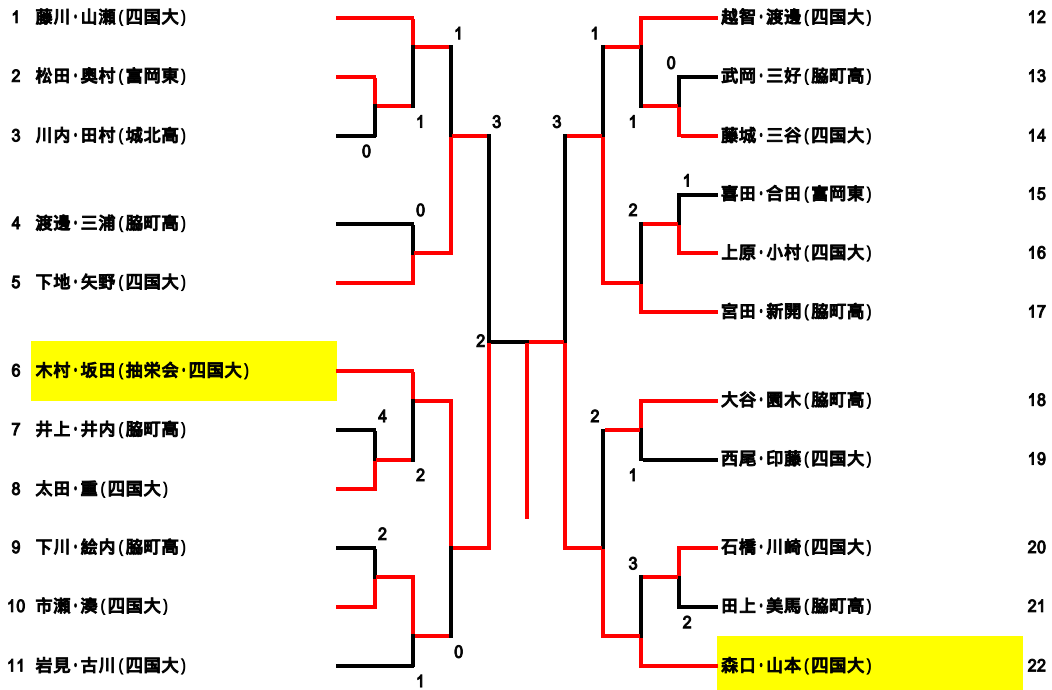 1 藤川・山瀬(四国大)
2 松田・奥村(富岡東)
3 川内・田村(城北高)
4 渡邊・三浦(脇町高)
5 下地・矢野(四国大)
6 木村・坂田(抽栄会・四国大)
7 井上・井内(脇町高)
8 太田・重(四国大)
9 下川・絵内(脇町高)
10 市瀬・湊(四国大)
11 岩見・古川(四国大)
1
1
0
3
0
2
4
2
2
0
1
1
0
1
3
1
2
2
1
3
2
越智・渡邊(四国大) 12
武岡・三好(脇町高) 13
藤城・三谷(四国大) 14
喜田・合田(富岡東) 15
上原・小村(四国大) 16
宮田・新開(脇町高) 17
大谷・園木(脇町高) 18
西尾・印藤(四国大) 19
石橋・川崎(四国大) 20
田上・美馬(脇町高) 21
森口・山本(四国大) 22